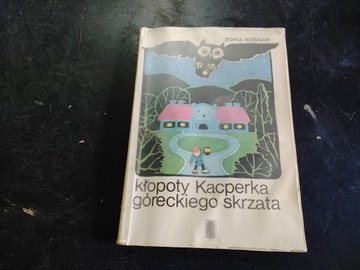 ZOFIA KOSSAK
kłopoty Kacperka
góreckiego skrzata